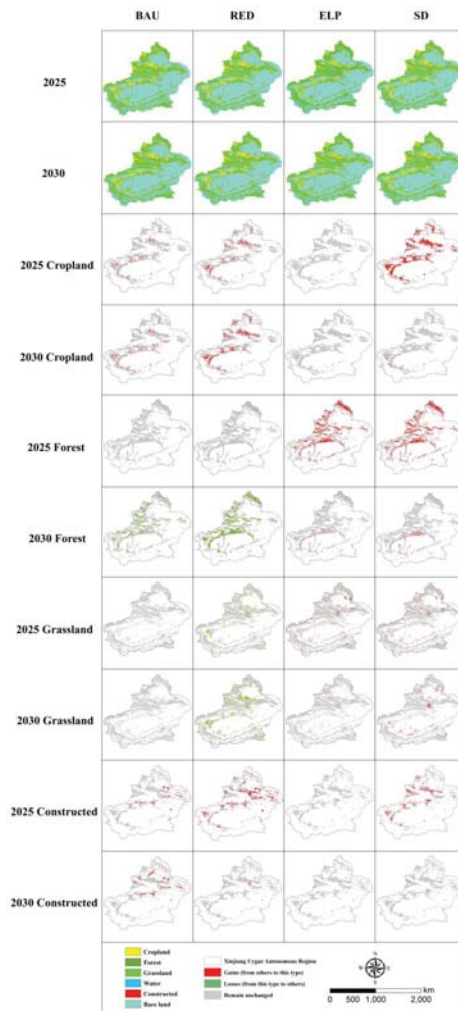 BAU RED ELP SD
2025
2030
2025 Cropland
2030 Cropland
2025 Forest
2030 Forest
2025 Grassland
2030 Grassland
2025 Constructed
2030 Constructed
Cropland
Forest
Grassland
Water
Constructed
Bare land
Xinjiang Uygur Autonomous Region
Gains (from others to this type)
Losses (from this type to others)
Remain unchanged
N
W E
S
km
0 500 1,000 2,000